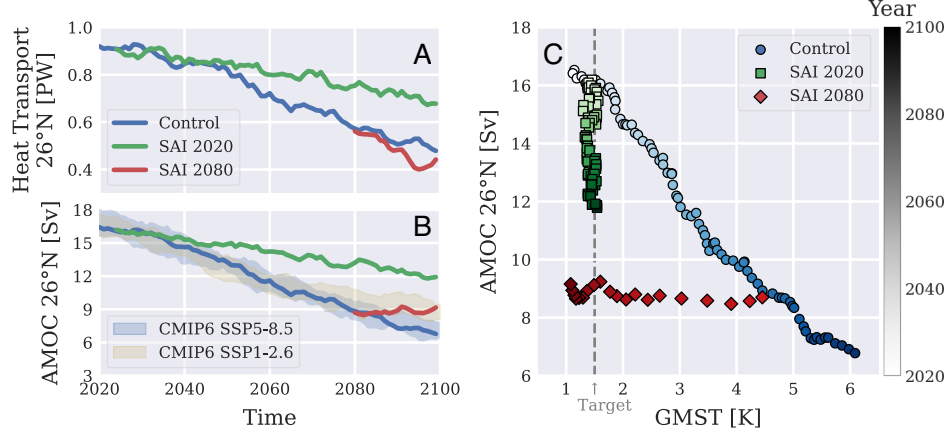 Heat Transport
26°N [PW]
1.0
0.8
0.6
0.4
A
Control
SAI 2020
SAI 2080
AMOC 26°N [Sv]
18
15
12
9
6
3
B
CMIP6 SSP5-8.5
CMIP6 SSP1-2.6
2020 2040 2060 2080 2100
Time
AMOC 26°N [Sv]
18
16
14
12
10
8
6
C
Control
SAI 2020
SAI 2080
1 2 3 4 5 6
Target
GMST [K]
Year
2100
2080
2060
2040
2020